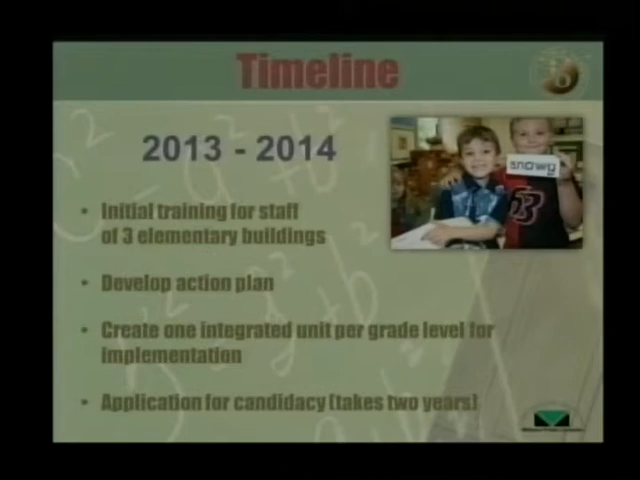 Timeline
2013 - 2014
snowy
63
• Initial training for staff
of 3 elementary buildings
• Develop action plan
• Create one integrated unit per grade level for
implementation
• Application for candidacy (takes two years)